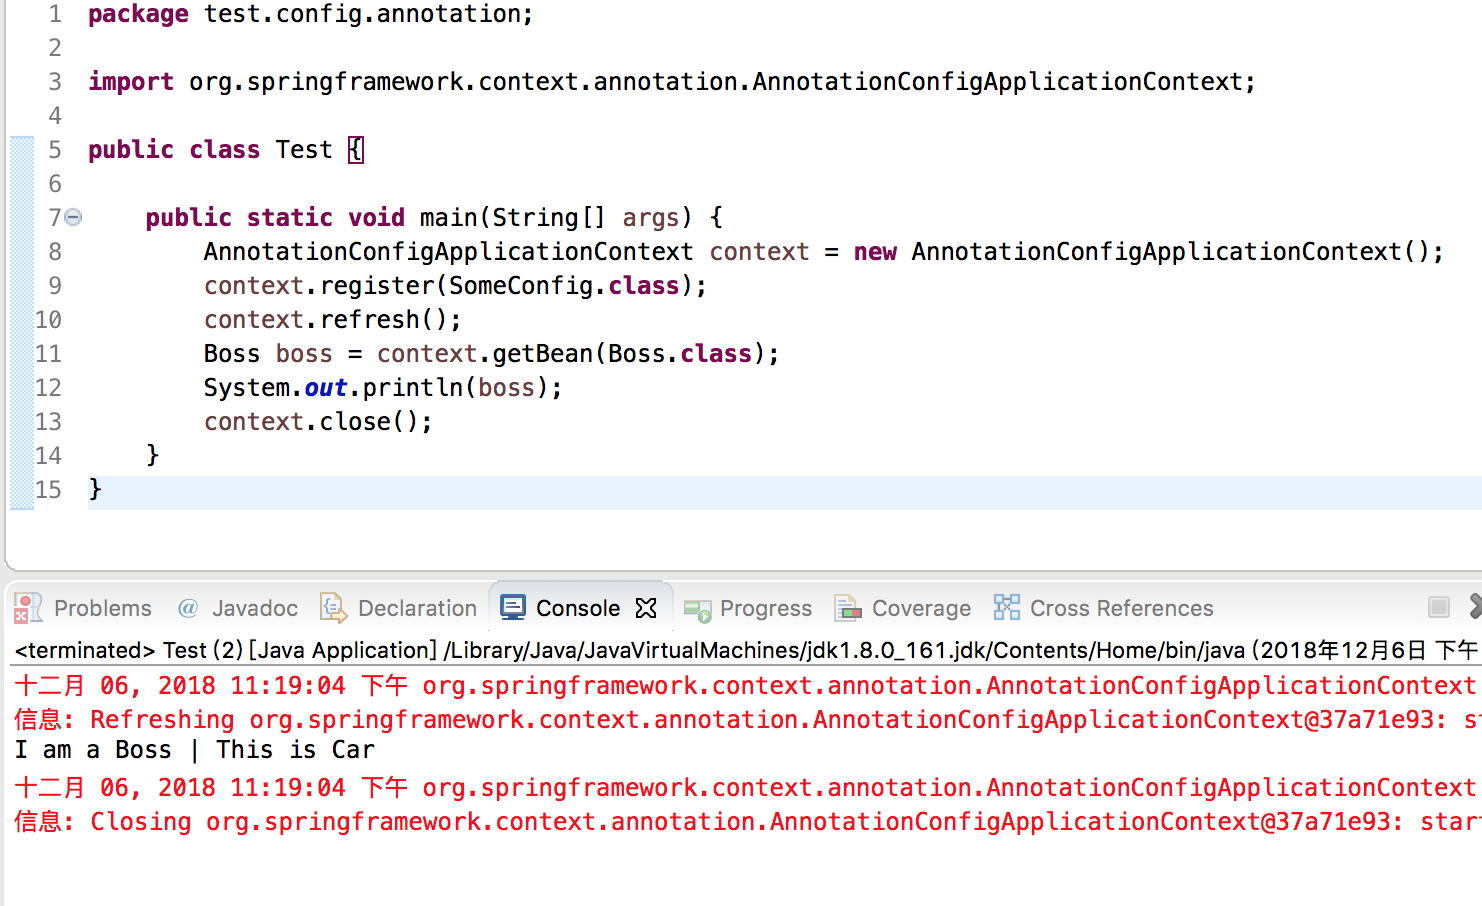 1 package test.config.annotation;
2
3 import org.springframework.context.annotation.AnnotationConfigApplicationContext;
4
5 public class Test {
6
7 public static void main(String[] args) {
8 AnnotationConfigApplicationContext context = new AnnotationConfigApplicationContext();
9 context.register(SomeConfig.class);
10 context.refresh();
11 Boss boss = context.getBean(Boss.class);
12 System.out.println(boss);
13 context.close();
14 }
15 }
Problems @ Javadoc Declaration Console Progress Coverage Cross References
<terminated> Test (2) [Java Application] /Library/Java/JavaVirtualMachines/jdk1.8.0_161.jdk/Contents/Home/bin/java (2018年12月6日 下午
十二月 06, 2018 11:19:04 下午 org.springframework.context.annotation.AnnotationConfigApplicationContext
信息: Refreshing org.springframework.context.annotation.AnnotationConfigApplicationContext@37a71e93: st
I am a Boss | This is Car
十二月 06, 2018 11:19:04 下午 org.springframework.context.annotation.AnnotationConfigApplicationContext
信息: Closing org.springframework.context.annotation.AnnotationConfigApplicationContext@37a71e93: star